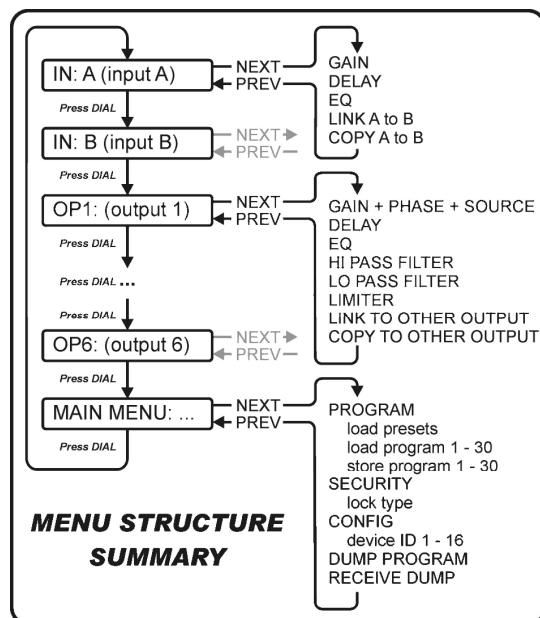 IN: A (input A)
NEXT
PREV
GAIN
DELAY
EQ
LINK A to B
COPY A to B
Press DIAL
IN: B (input B)
NEXT
PREV
Press DIAL
OP1: (output 1)
NEXT
PREV
GAIN + PHASE + SOURCE
DELAY
EQ
HI PASS FILTER
LO PASS FILTER
LIMITER
LINK TO OTHER OUTPUT
COPY TO OTHER OUTPUT
Press DIAL
Press DIAL ...
Press DIAL
OP6: (output 6)
NEXT
PREV
Press DIAL
MAIN MENU: ...
NEXT
PREV
PROGRAM
load presets
load program 1 - 30
store program 1 - 30
SECURITY
lock type
CONFIG
device ID 1 - 16
DUMP PROGRAM
RECEIVE DUMP
Press DIAL
MENU STRUCTURE
SUMMARY